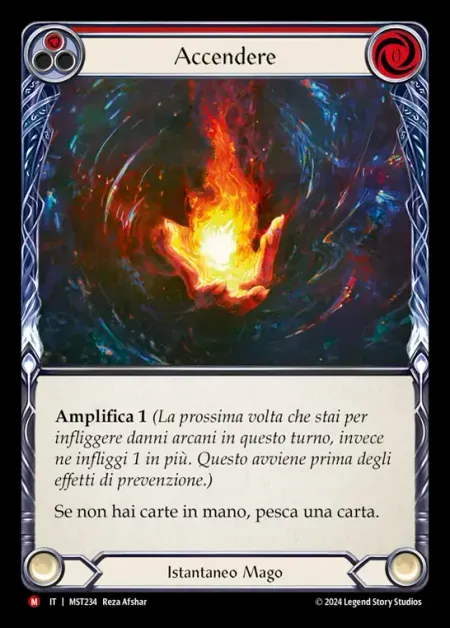 Accendere
0
Amplifica 1 (La prossima volta che stai per
infliggere danni arcani in questo turno, invece
ne infliggi 1 in più. Questo avviene prima degli
effetti di prevenzione.)
Se non hai carte in mano, pesca una carta.
Istantaneo Mago
M IT | MST234 Reza Afshar
© 2024 Legend Story Studios